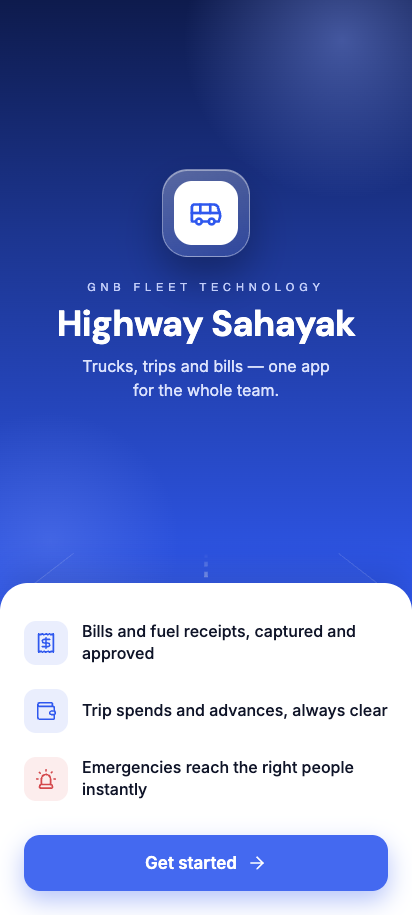 GNB FLEET TECHNOLOGY
Highway Sahayak
Trucks, trips and bills — one app
for the whole team.
Bills and fuel receipts, captured and
approved
Trip spends and advances, always clear
Emergencies reach the right people
instantly
Get started